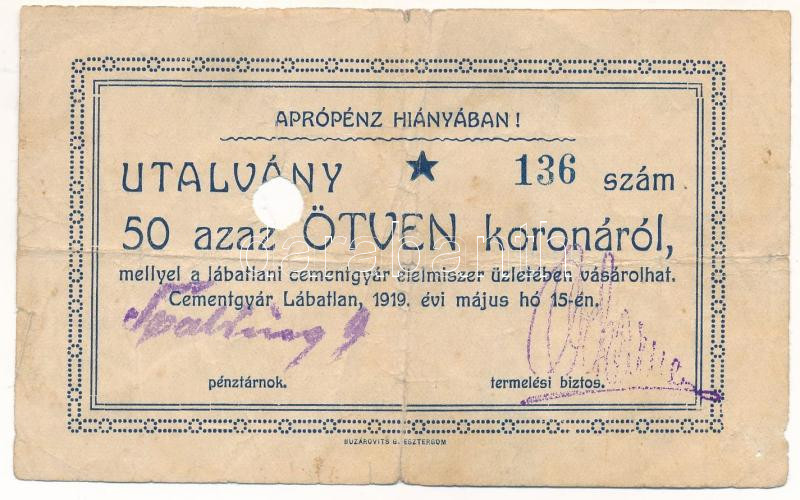 APRÓPÉNZ HIÁNYÁBAN!
UTALVÁNY ★ 136 szám
50 azaz ÖTVEN koronáról,
mellyel a lábatlani cementgyár élelmiszer üzletében vásárolhat.
Cementgyár Lábatlan, 1919. évi május hó 15-én.
pénztárnok. termelési biztos.
BUZÁROVITS G. ESZTERGOM
darabanth